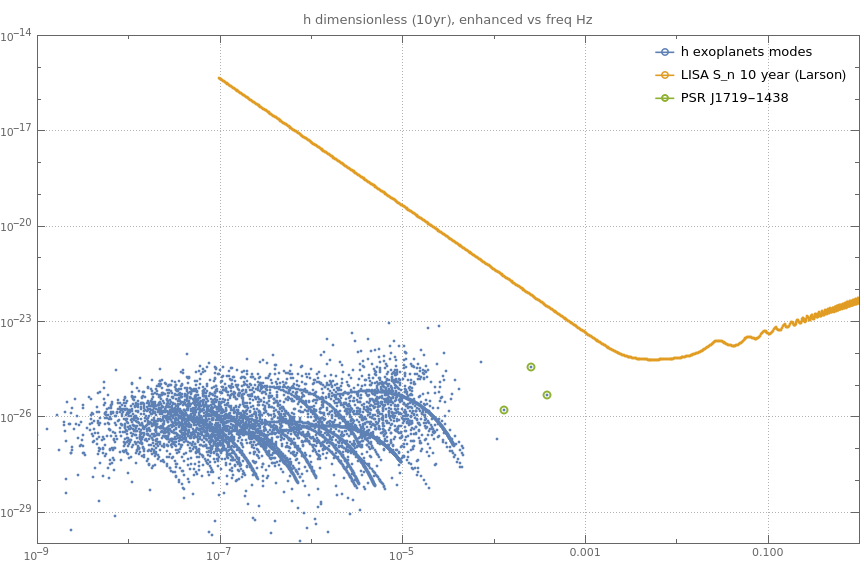 h dimensionless (10yr), enhanced vs freq Hz
h exoplanets modes
LISA S_n 10 year (Larson)
PSR J1719−1438
10⁻¹⁴
10⁻¹⁷
10⁻²⁰
10⁻²³
10⁻²⁶
10⁻²⁹
10⁻⁹ 10⁻⁷ 10⁻⁵ 0.001 0.100